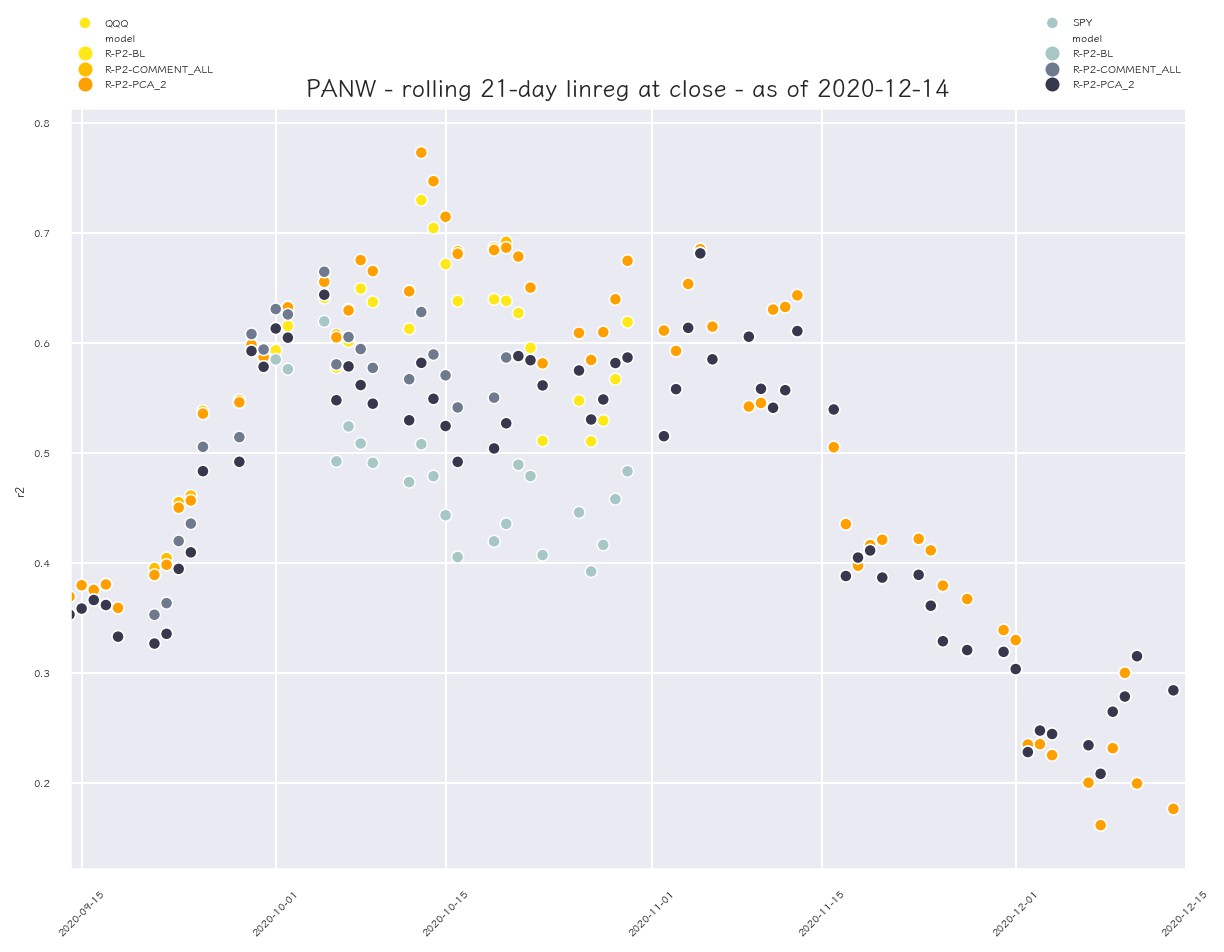 QQQ
model
R-P2-BL
R-P2-COMMENT_ALL
R-P2-PCA_2
SPY
model
R-P2-BL
R-P2-COMMENT_ALL
R-P2-PCA_2
PANW - rolling 21-day linreg at close - as of 2020-12-14
0.8
0.7
0.6
0.5
0.4
0.3
0.2
r2
2020-09-15
2020-10-01
2020-10-15
2020-11-01
2020-11-15
2020-12-01
2020-12-15